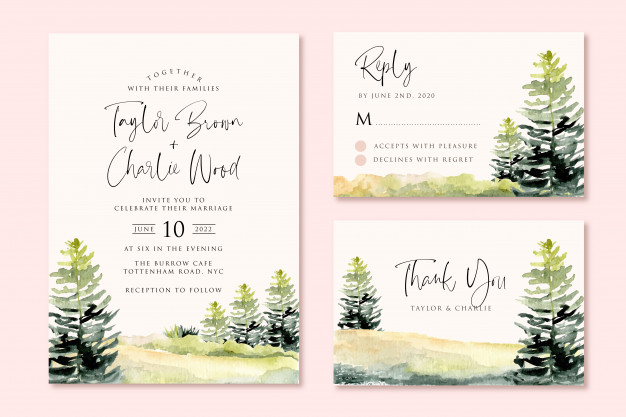 TOGETHER
WITH THEIR FAMILIES
Taylor Brown
+
Charlie Wood
INVITE YOU TO
CELEBRATE THEIR MARRIAGE
JUNE 10 2022
AT SIX IN THE EVENING
THE BURROW CAFE
TOTTENHAM ROAD, NYC
RECEPTION TO FOLLOW
Reply
BY JUNE 2ND. 2020
M
ACCEPTS WITH PLEASURE
DECLINES WITH REGRET
Thank You
TAYLOR & CHARLIE